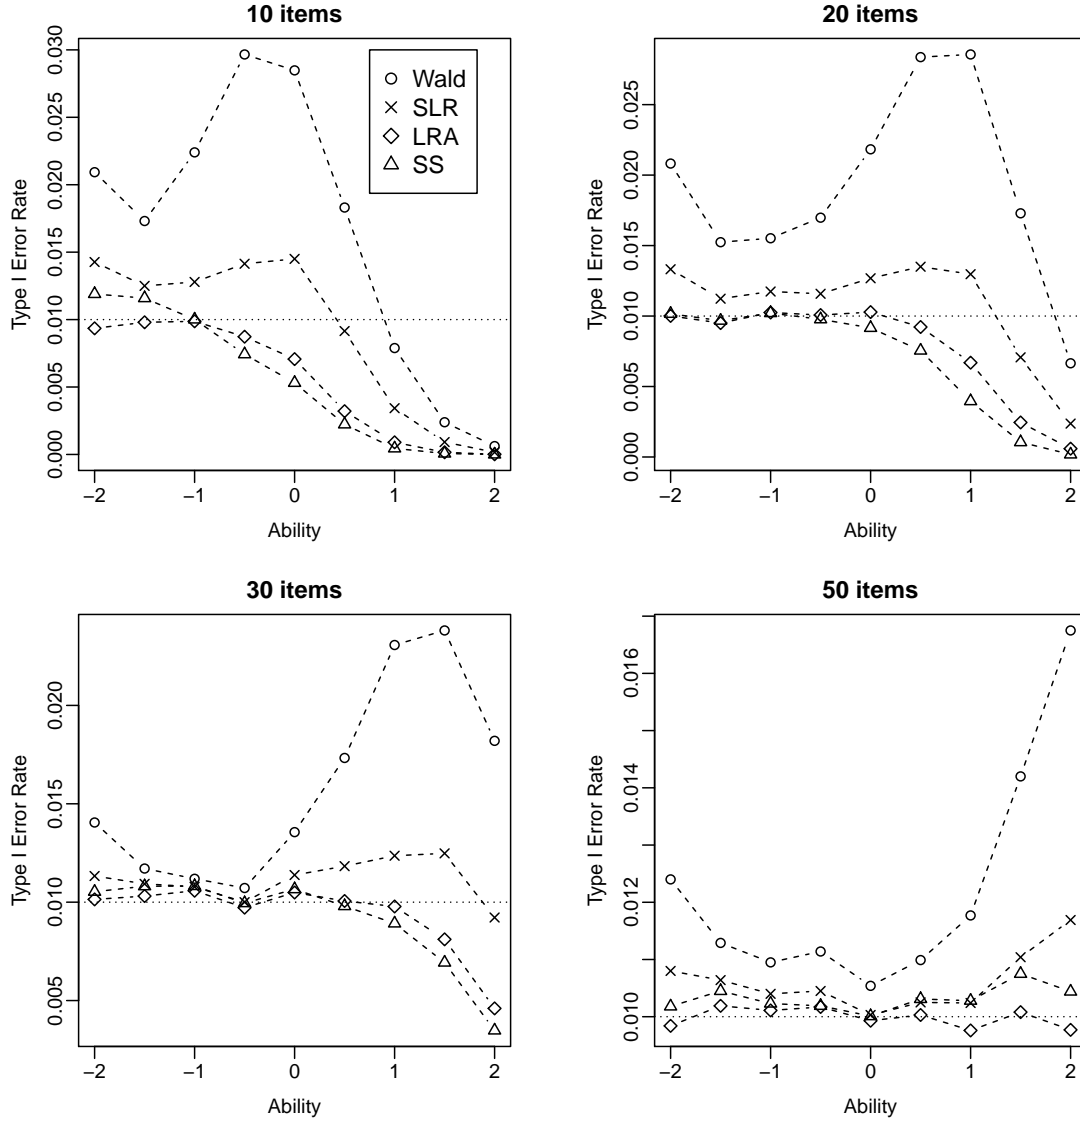 10 items
Type I Error Rate
0.030
0.025
0.020
0.015
0.010
0.005
0.000
Wald
SLR
LRA
SS
−2 −1 0 1 2
Ability
20 items
Type I Error Rate
0.025
0.020
0.015
0.010
0.005
0.000
−2 −1 0 1 2
Ability
30 items
Type I Error Rate
0.020
0.015
0.010
0.005
−2 −1 0 1 2
Ability
50 items
Type I Error Rate
0.016
0.014
0.012
0.010
−2 −1 0 1 2
Ability